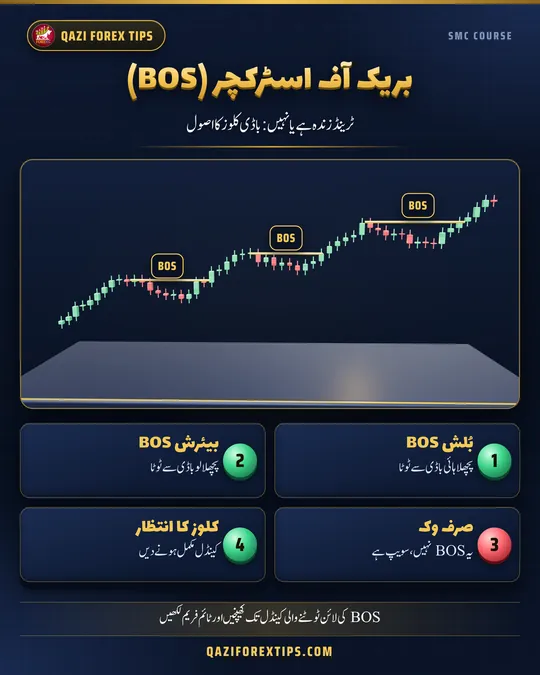 QAZI FOREX TIPS
SMC COURSE
بریک آف اسٹرکچر (BOS)
ٹرینڈ زندہ ہے یا نہیں: باڈی کلوز کا اصول
BOS
BOS
BOS
بُلش BOS
پچھلا ہائی باڈی سے ٹوٹا
1
بیئرش BOS
پچھلا لو باڈی سے ٹوٹا
2
صرف وِک
یہ BOS نہیں، سویپ ہے
3
کلوز کا انتظار
کینڈل مکمل ہونے دیں
4
BOS کی لائن ٹوٹنے والی کینڈل تک کھینچیں اور ٹائم فریم لکھیں
QAZIFOREXTIPS.COM